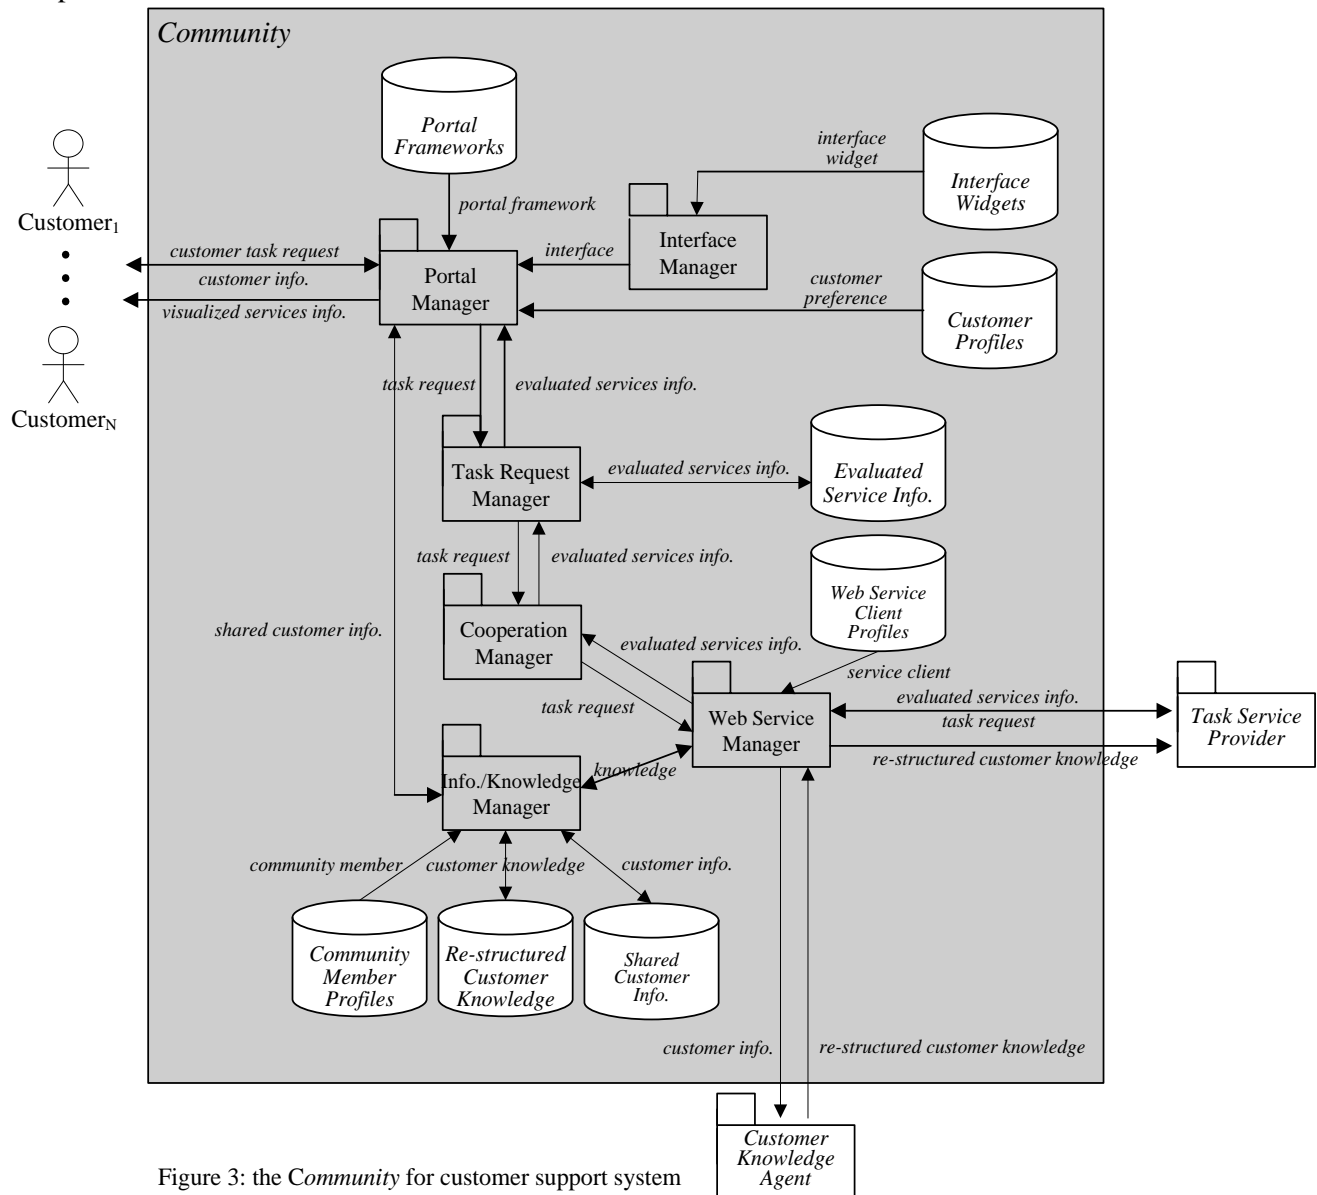 Community
Portal
Frameworks
interface
widget
Interface
Widgets
Customer1
portal framework
Interface
Manager
customer task request
interface
customer info.
Portal
Manager
customer
preference
visualized services info.
Customer
Profiles
CustomerN
task request
evaluated services info.
Task Request
Manager
evaluated services info.
Evaluated
Service Info.
task request
evaluated services info.
Web Service
Client
Profiles
shared customer info.
Cooperation
Manager
evaluated services info.
service client
task request
Web Service
Manager
evaluated services info.
task request
re-structured customer knowledge
Task Service
Provider
knowledge
Info./Knowledge
Manager
community member
customer knowledge
customer info.
Community
Member
Profiles
Re-structured
Customer
Knowledge
Shared
Customer
Info.
customer info.
re-structured customer knowledge
Customer
Knowledge
Agent
Figure 3: the Community for customer support system